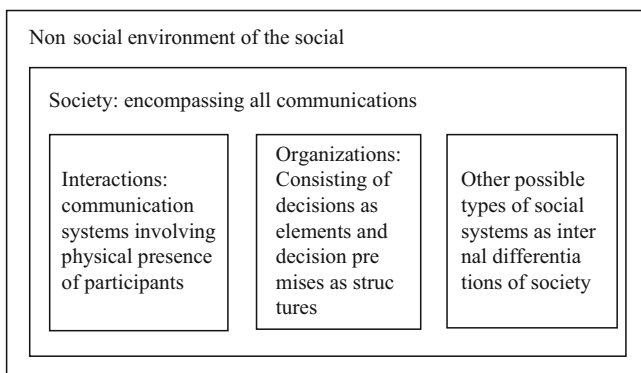 Non social environment of the social
Society: encompassing all communications
Interactions:
communication
systems involving
physical presence
of participants
Organizations:
Consisting of
decisions as
elements and
decision pre
mises as struc
tures
Other possible
types of social
systems as inter
nal differentia
tions of society